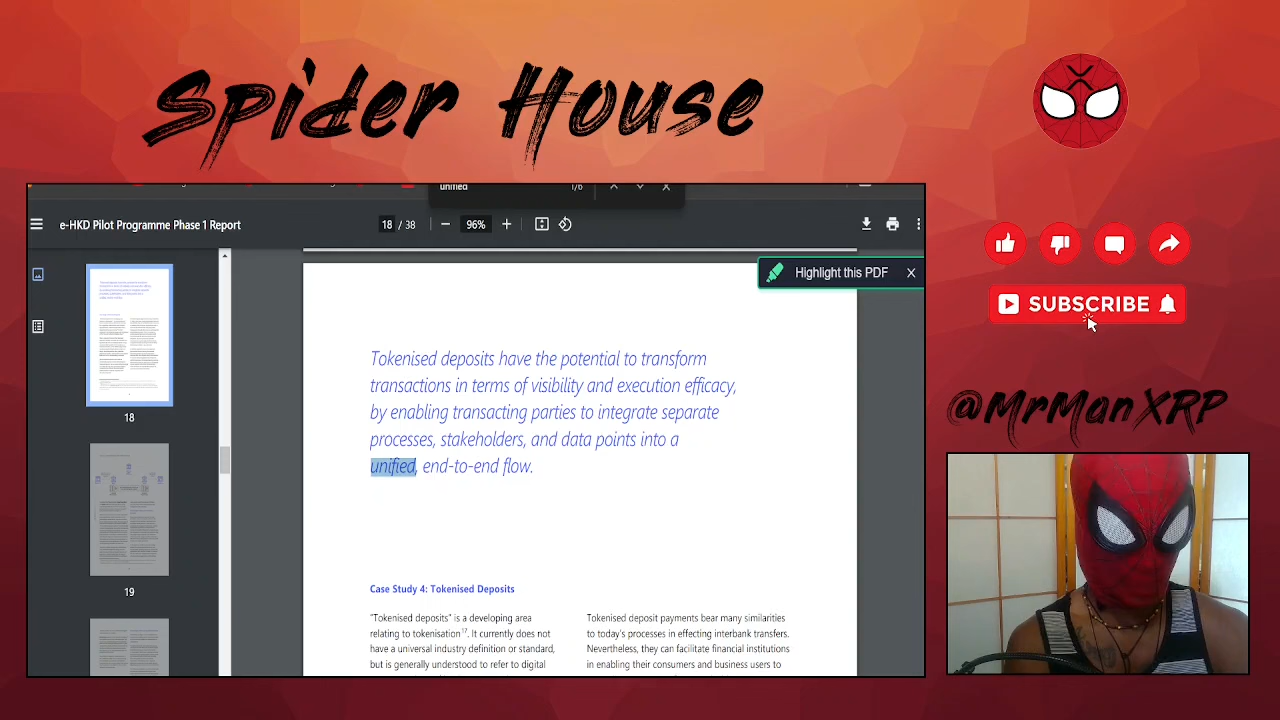 Spider House
unified 1/6
e-HKD Pilot Programme Phase 1 Report 18 / 38 96%
Highlight this PDF X
SUBSCRIBE
Tokenised deposits have the potential to transform
transactions in terms of visibility and execution efficacy,
by enabling transacting parties to integrate separate
processes, stakeholders, and data points into a
unified, end-to-end flow.
18
@MrManXRP
19
Case Study 4: Tokenised Deposits
"Tokenised deposits" is a developing area
related to tokenisation17. It currently does not
have universal industry definition or standard,
but is generally understood to refer to digital
Tokenised deposit payments bear many similarities
to today's processes in effecting interbank transfers.
Nevertheless, they can facilitate financial institutions
in enabling their consumers and business users to